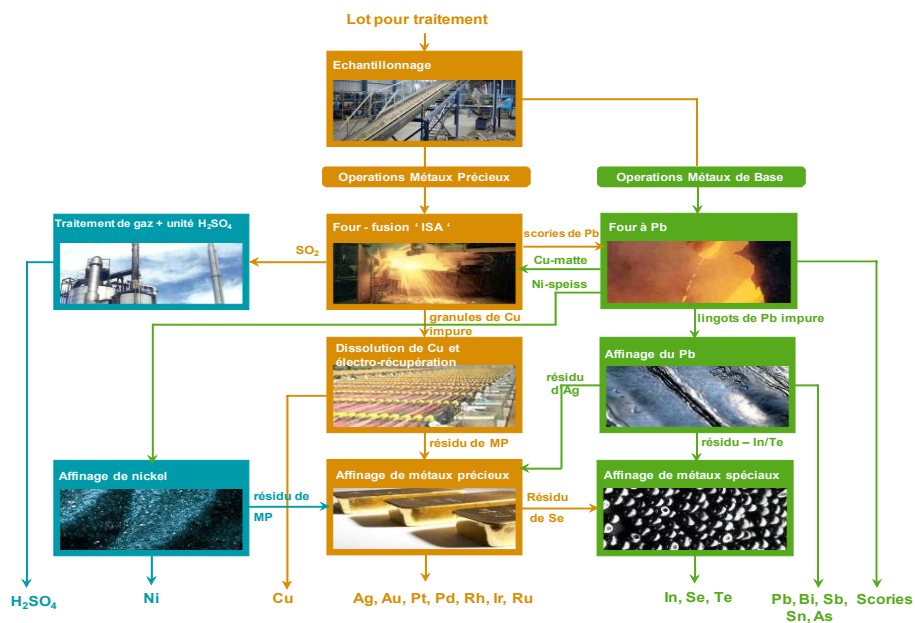 Lot pour traitement
Echantillonnage
Operations Métaux Précieux
Operations Métaux de Base
Traitement de gaz + unité H₂SO₄
SO₂
Four - fusion ‘ ISA ‘
scories de Pb
Four à Pb
Cu-matte
Ni-speiss
granules de Cu
impure
lingots de Pb impure
Dissolution de Cu et
électro-récupération
Affinage du Pb
résidu
d'Ag
résidu de MP
résidu – In/Te
Affinage de nickel
résidu de
MP
Affinage de métaux précieux
Résidu
de Se
Affinage de métaux spéciaux
H₂SO₄
Ni
Cu
Ag, Au, Pt, Pd, Rh, Ir, Ru
In, Se, Te
Pb, Bi, Sb,
Sn, As
Scories